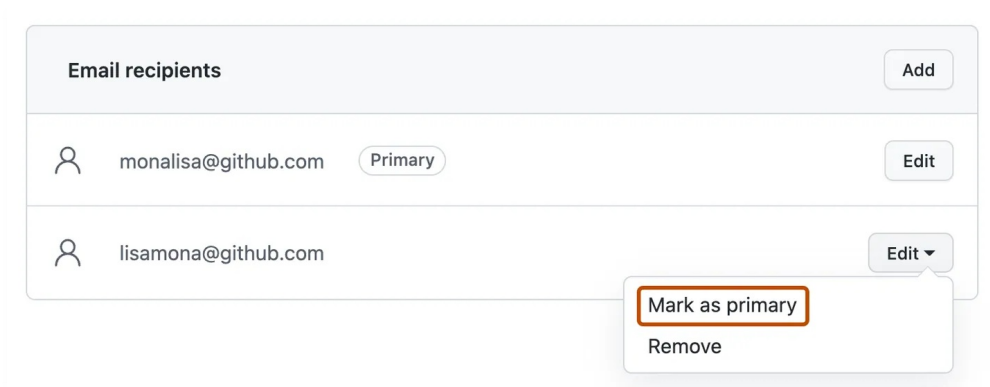 Email recipients Add
monalisa@github.com Primary Edit
lisamona@github.com Edit
Mark as primary
Remove